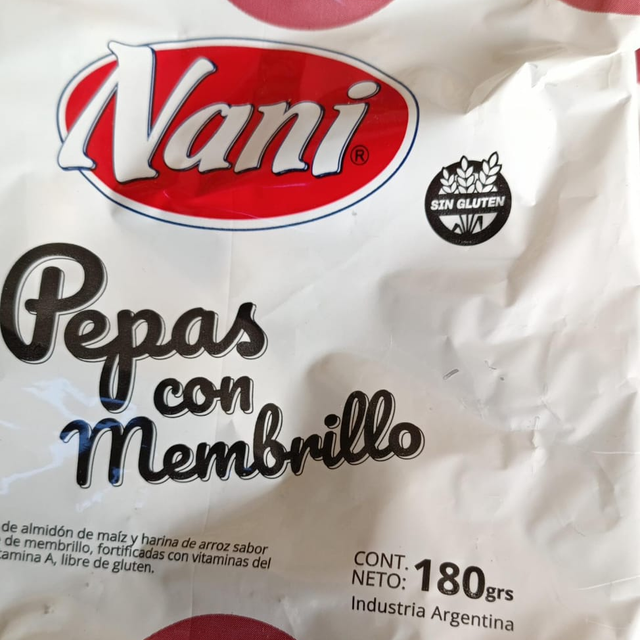 Nani®
SIN GLUTEN
Pepas
con
Membrillo
de almidón de maíz y harina de arroz sabor
de membrillo, fortificadas con vitaminas del
amina A, libre de gluten.
CONT.
NETO: 180grs
Industria Argentina